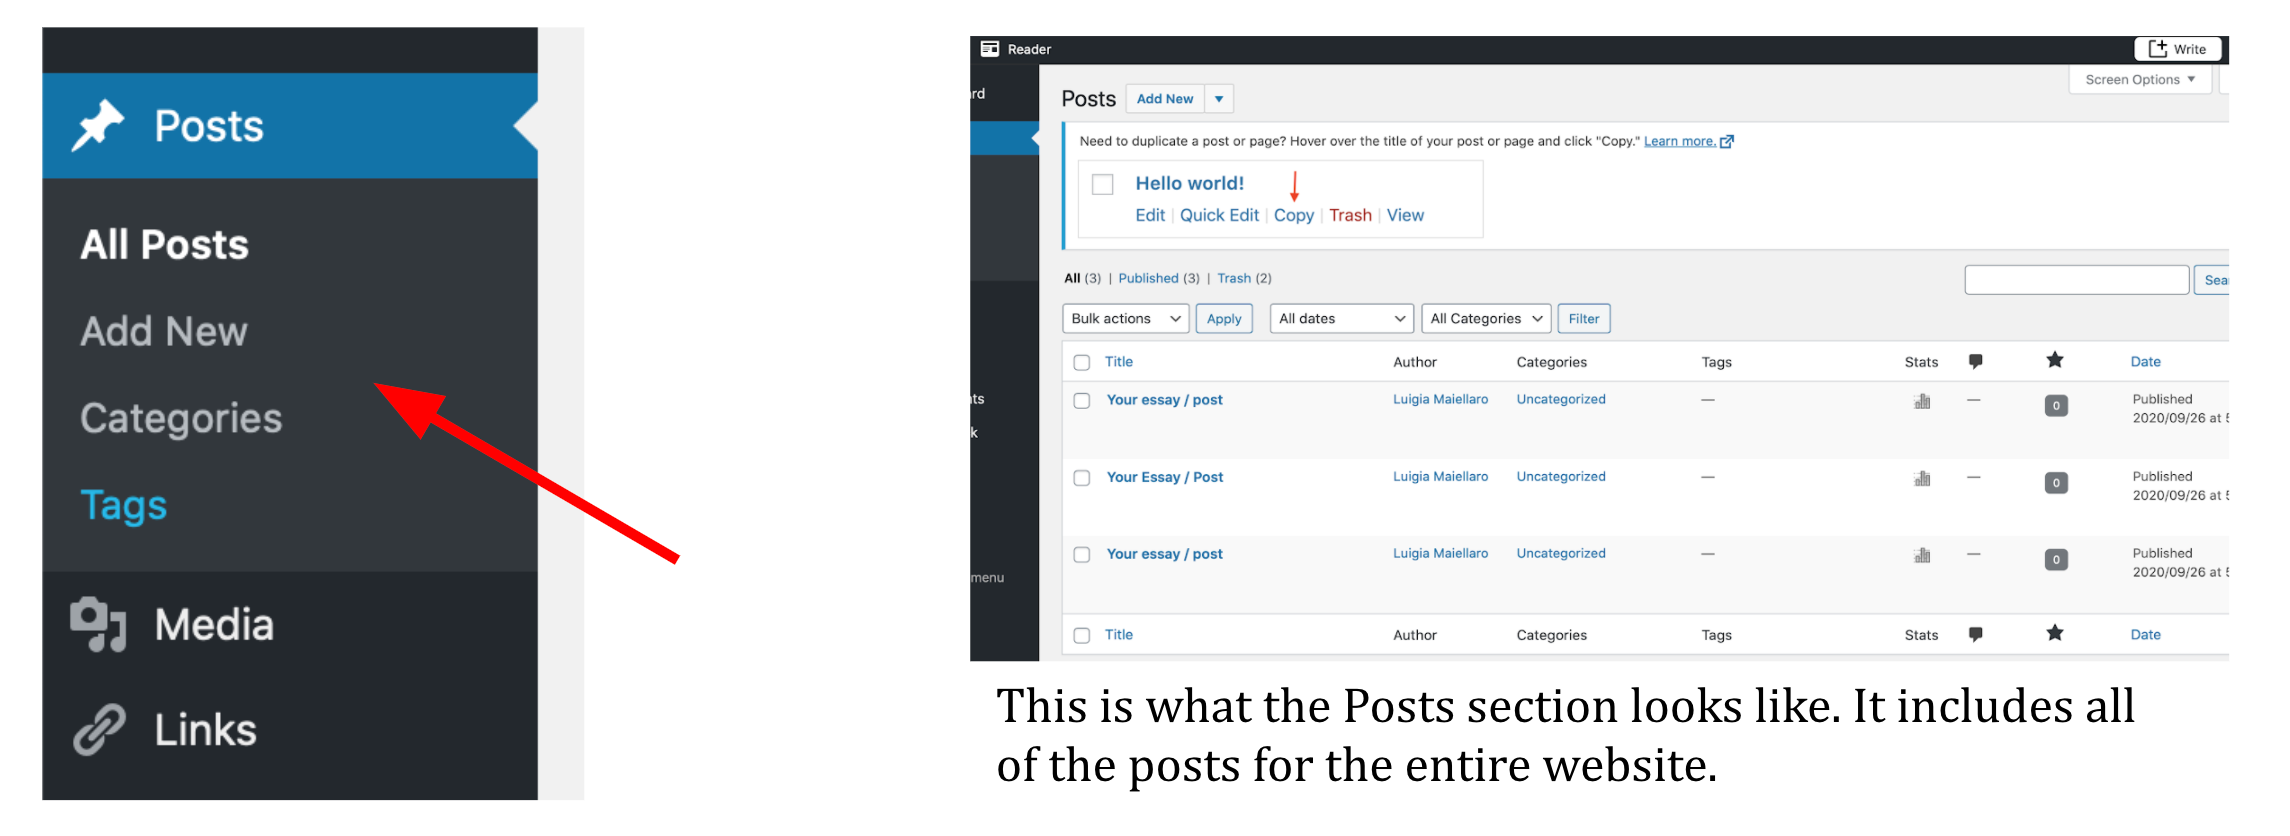 Posts
All Posts
Add New
Categories
Tags
Media
Links
Reader
Write
Screen Options
Posts Add New
Need to duplicate a post or page? Hover over the title of your post or page and click "Copy." Learn more.
Hello world!
Edit | Quick Edit | Copy | Trash | View
All (3) | Published (3) | Trash (2)
Bulk actions Apply All dates All Categories Filter
Title Author Categories Tags Stats Date
Your essay / post Luigia Maiellaro Uncategorized — — 0 Published
2020/09/26 at
Your Essay / Post Luigia Maiellaro Uncategorized — — 0 Published
2020/09/26 at
Your essay / post Luigia Maiellaro Uncategorized — — 0 Published
2020/09/26 at
menu
Title Author Categories Tags Stats Date
This is what the Posts section looks like. It includes all
of the posts for the entire website.